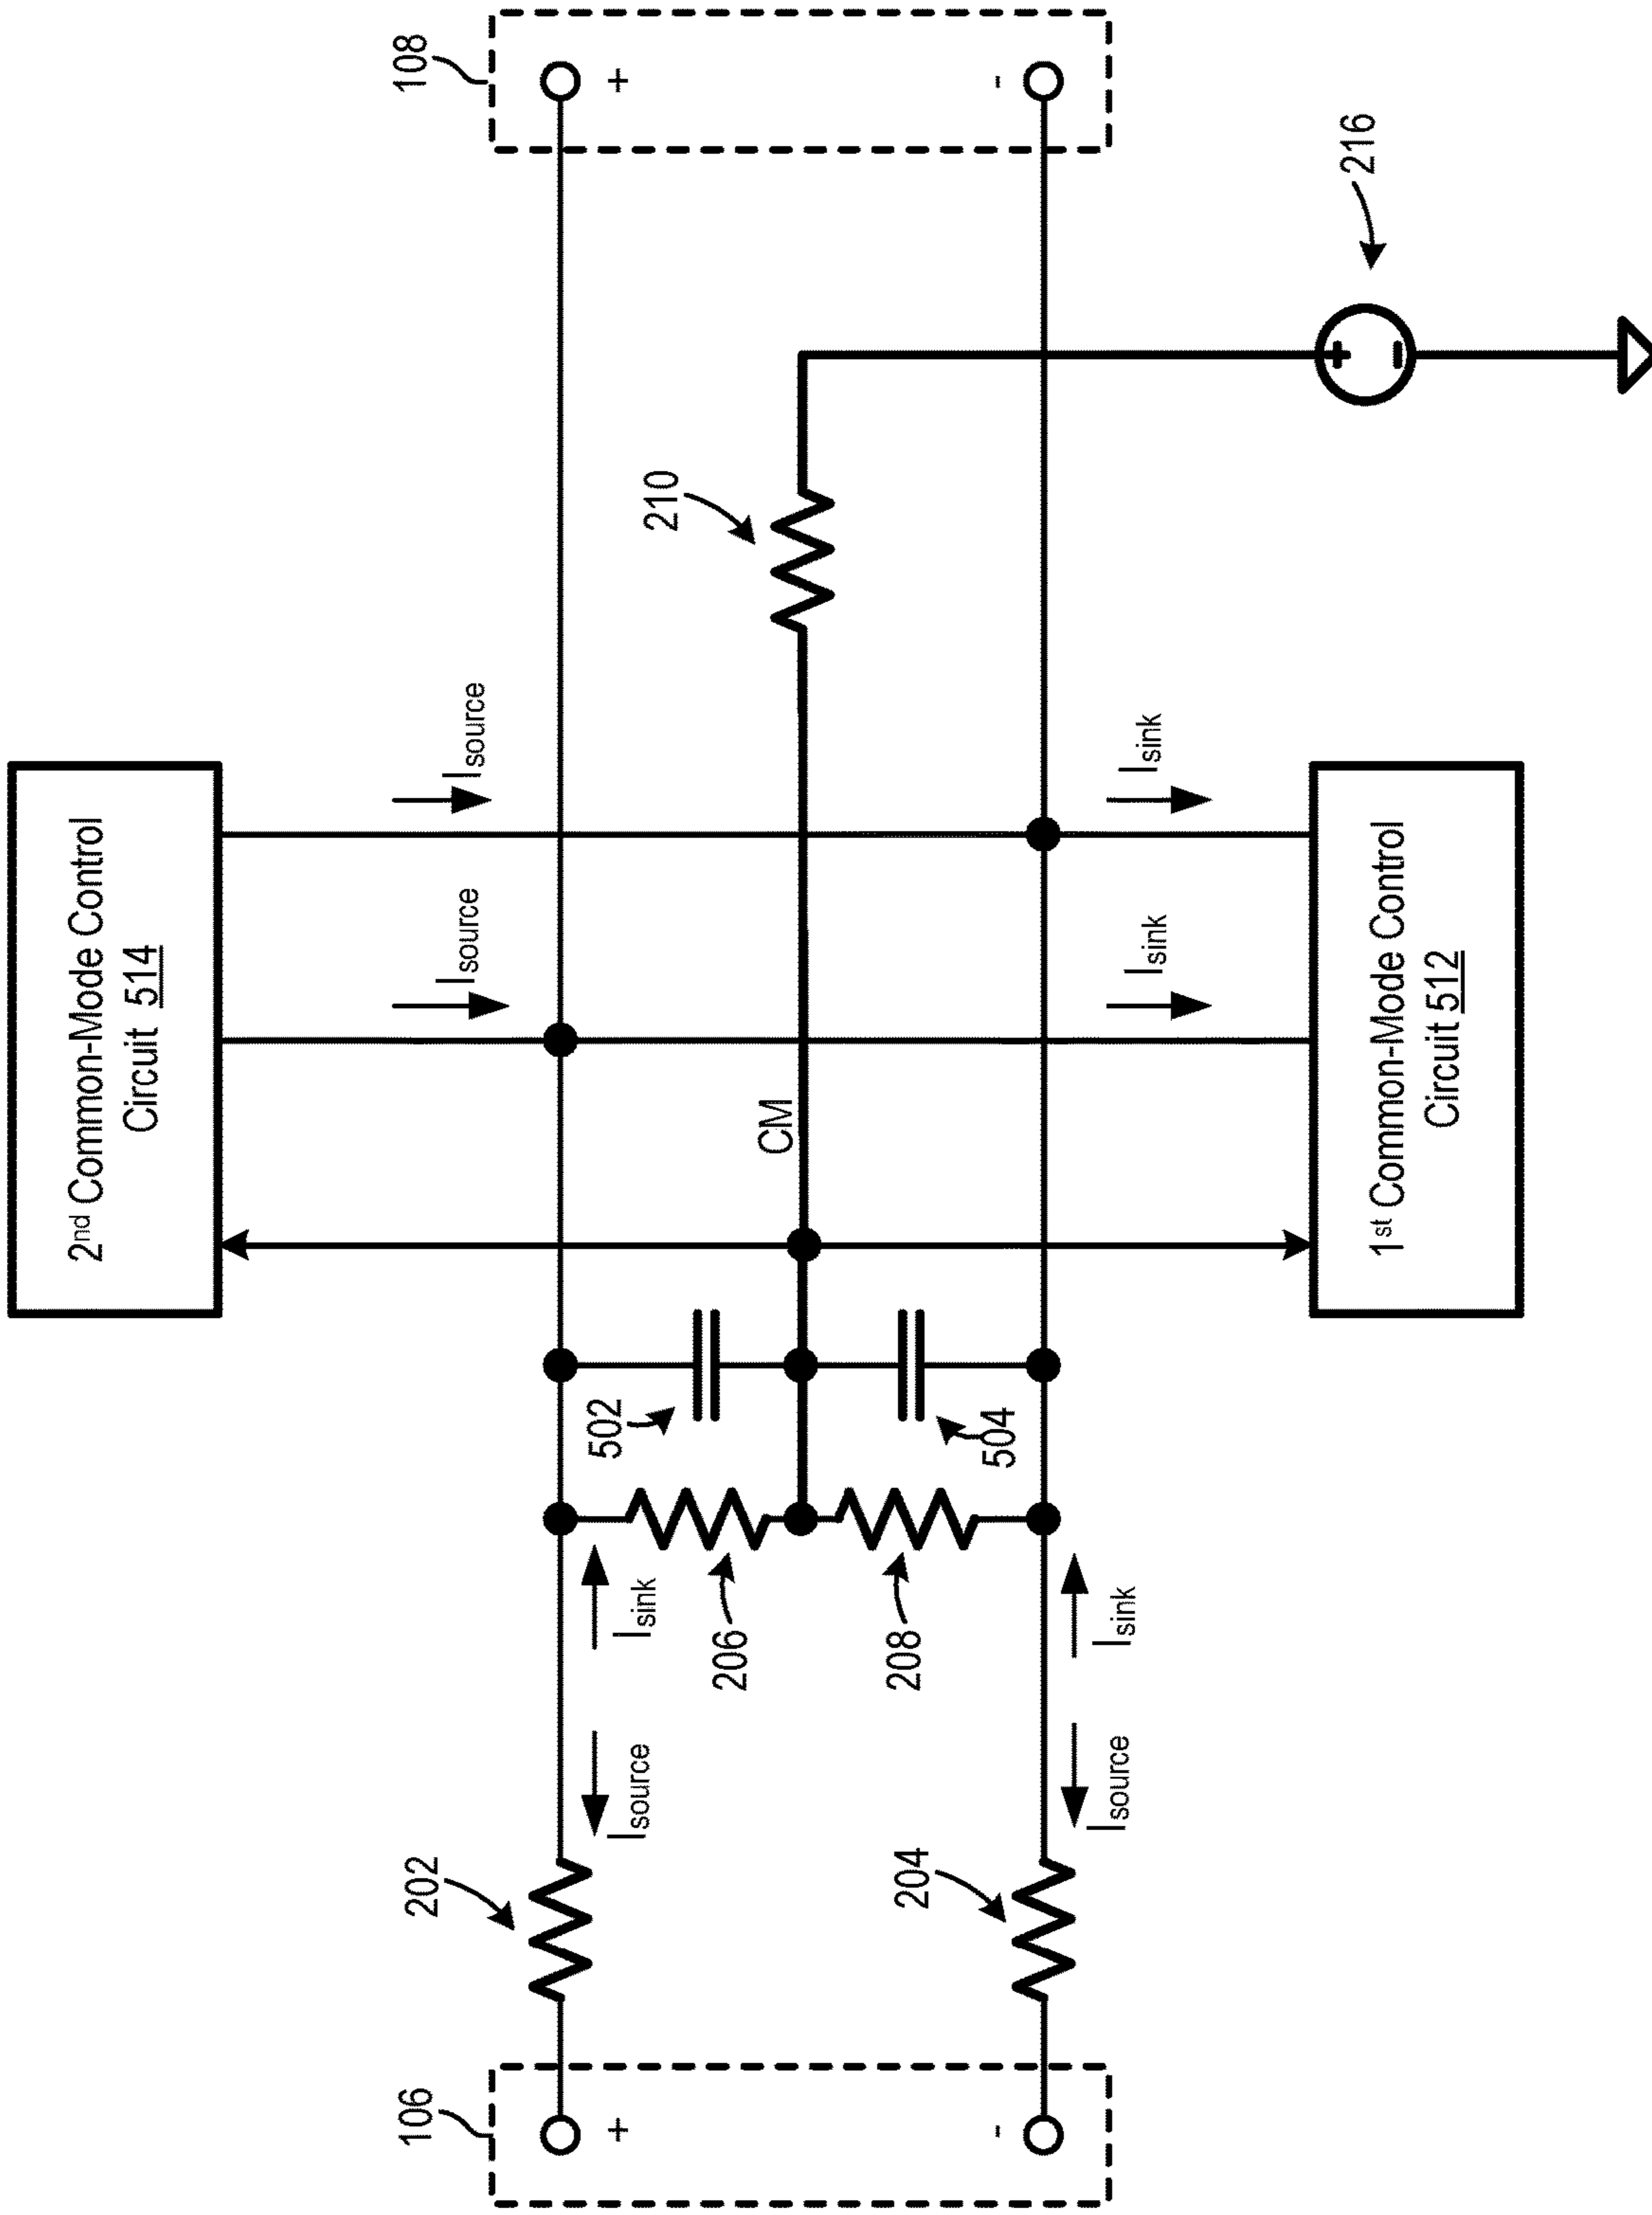 2nd Common-Mode Control
Circuit 514
108
+
-
Isource
Isource
210
216
CM
Isink
Isink
1st Common-Mode Control
Circuit 512
502
504
206
208
Isink
Isource
Isink
Isource
202
204
106
+
-
+
-